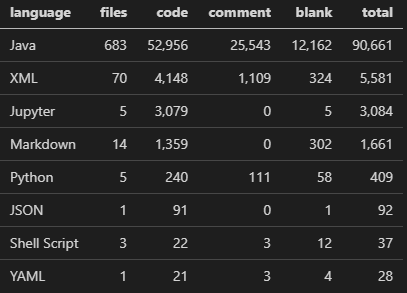 language files code comment blank total
Java 683 52,956 25,543 12,162 90,661
XML 70 4,148 1,109 324 5,581
Jupyter 5 3,079 0 5 3,084
Markdown 14 1,359 0 302 1,661
Python 5 240 111 58 409
JSON 1 91 0 1 92
Shell Script 3 22 3 12 37
YAML 1 21 3 4 28